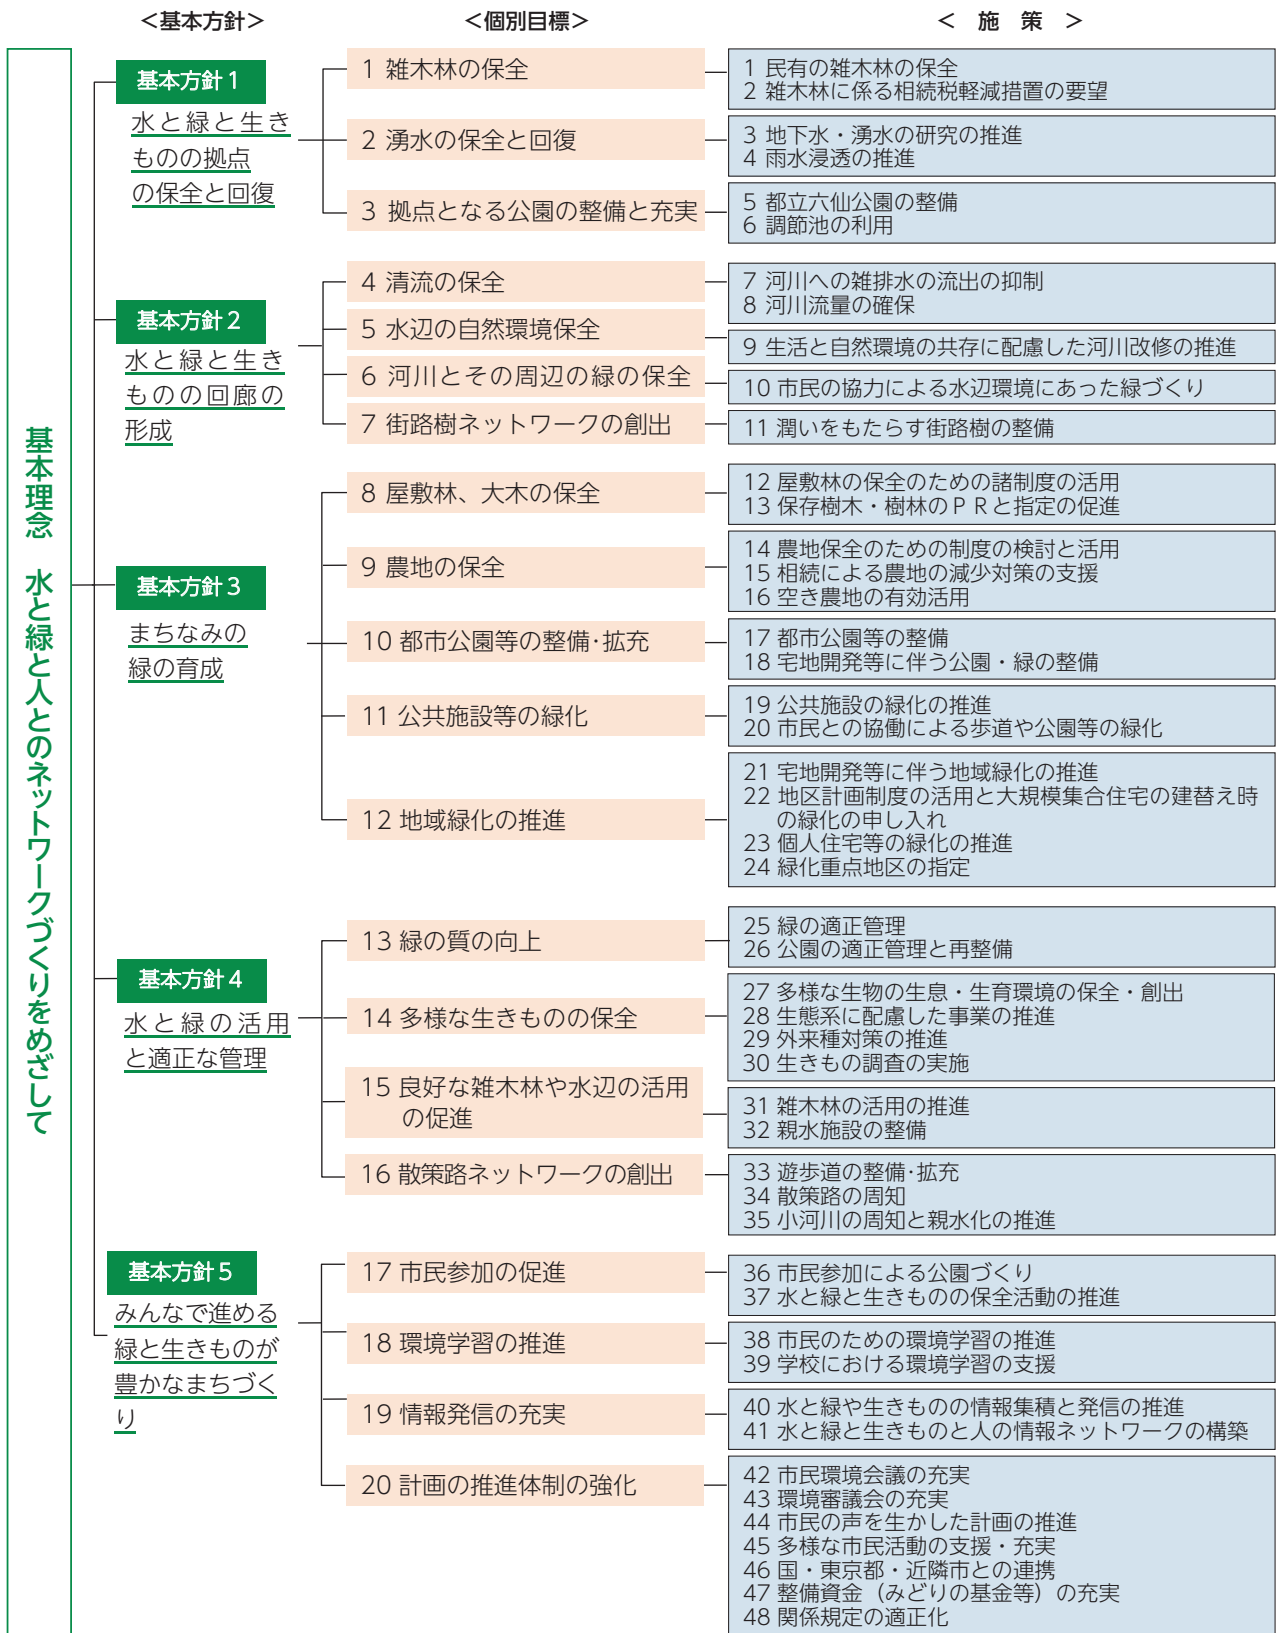 ＜基本方針＞
＜個別目標＞
＜　施　策　＞
基本理念　水と緑と人とのネットワークづくりをめざして
基本方針１
水と緑と生き
ものの拠点
の保全と回復
1 雑木林の保全
1 民有の雑木林の保全
2 雑木林に係る相続税軽減措置の要望
2 湧水の保全と回復
3 地下水・湧水の研究の推進
4 雨水浸透の推進
3 拠点となる公園の整備と充実
5 都立六仙公園の整備
6 調節池の利用
基本方針２
水と緑と生き
ものの回廊の
形成
4 清流の保全
7 河川への雑排水の流出の抑制
8 河川流量の確保
5 水辺の自然環境保全
9 生活と自然環境の共存に配慮した河川改修の推進
6 河川とその周辺の緑の保全
10 市民の協力による水辺環境にあった緑づくり
7 街路樹ネットワークの創出
11 潤いをもたらす街路樹の整備
基本方針３
まちなみの
緑の育成
8 屋敷林、大木の保全
12 屋敷林の保全のための諸制度の活用
13 保存樹木・樹林のＰＲと指定の促進
9 農地の保全
14 農地保全のための制度の検討と活用
15 相続による農地の減少対策の支援
16 空き農地の有効活用
10 都市公園等の整備･拡充
17 都市公園等の整備
18 宅地開発等に伴う公園・緑の整備
11 公共施設等の緑化
19 公共施設の緑化の推進
20 市民との協働による歩道や公園等の緑化
12 地域緑化の推進
21 宅地開発等に伴う地域緑化の推進
22 地区計画制度の活用と大規模集合住宅の建替え時
の緑化の申し入れ
23 個人住宅等の緑化の推進
24 緑化重点地区の指定
基本方針４
水と緑の活用
と適正な管理
13 緑の質の向上
25 緑の適正管理
26 公園の適正管理と再整備
14 多様な生きものの保全
27 多様な生物の生息・生育環境の保全・創出
28 生態系に配慮した事業の推進
29 外来種対策の推進
30 生きもの調査の実施
15 良好な雑木林や水辺の活用
の促進
31 雑木林の活用の推進
32 親水施設の整備
16 散策路ネットワークの創出
33 遊歩道の整備･拡充
34 散策路の周知
35 小河川の周知と親水化の推進
基本方針５
みんなで進める
緑と生きものが
豊かなまちづく
り
17 市民参加の促進
36 市民参加による公園づくり
37 水と緑と生きものの保全活動の推進
18 環境学習の推進
38 市民のための環境学習の推進
39 学校における環境学習の支援
19 情報発信の充実
40 水と緑や生きものの情報集積と発信の推進
41 水と緑と生きものと人の情報ネットワークの構築
20 計画の推進体制の強化
42 市民環境会議の充実
43 環境審議会の充実
44 市民の声を生かした計画の推進
45 多様な市民活動の支援・充実
46 国・東京都・近隣市との連携
47 整備資金（みどりの基金等）の充実
48 関係規定の適正化